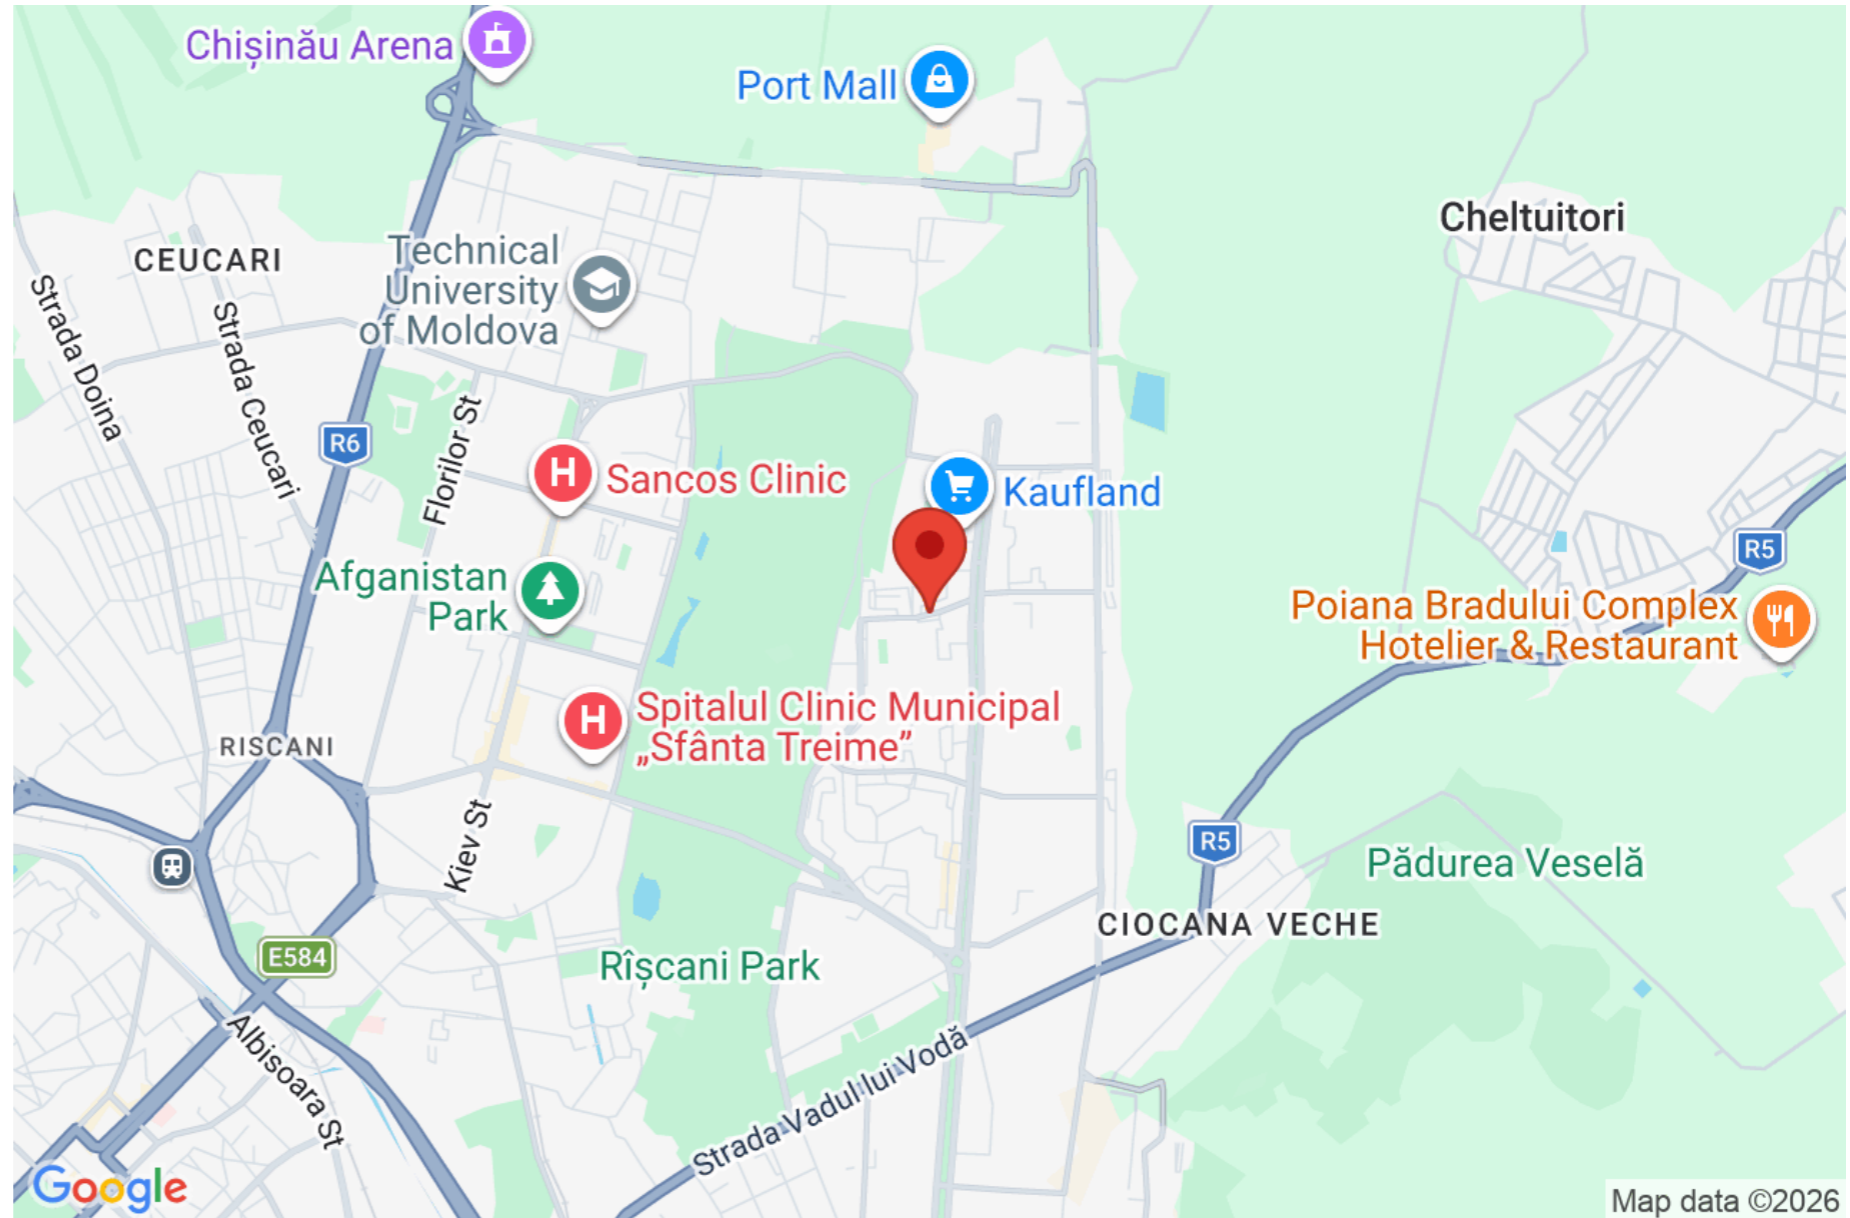 Chișinău Arena
Port Mall
Cheltuitori
CEUCARI
Technical
University
of Moldova
Strada Doina
Strada Ceucari
Florilor St
R6
Sancos Clinic
Kaufland
R5
Afganistan
Park
Poiana Bradului Complex
Hotelier & Restaurant
Spitalul Clinic Municipal
„Sfânta Treime”
RISCANI
Kiev St
R5
Pădurea Veselă
CIOCANA VECHE
E584
Rîșcani Park
Albisoara St
Strada Vadul lui Vodă
Google
Map data ©2026